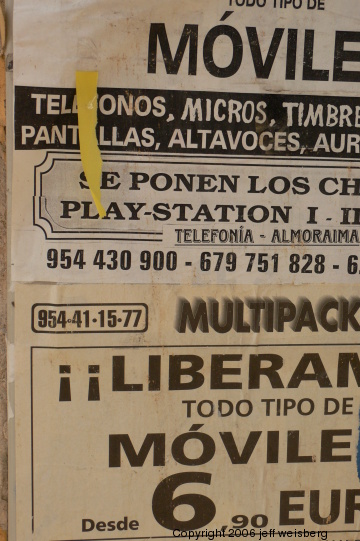 TODO TIPO DE
MÓVILE
TELEFONOS, MICROS, TIMBRE
PANTALLAS, ALTAVOCES, AUR
SE PONEN LOS CH
PLAY-STATION I - II
TELEFONÍA - ALMORAIMA
954 430 900 - 679 751 828 - 6
954-41-15-77
MULTIPACK
¡¡LIBERAM
TODO TIPO DE
MÓVILE
Desde 6,90 EUR
Copyright 2006 jeff weisberg